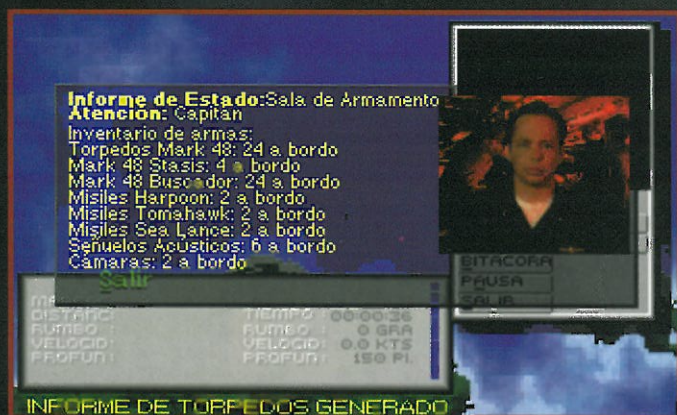 Informe de Estado:Sala de Armamento
Atención: Capitán
Inventario de armas:
Torpedos Mark 48: 24 a bordo
Mark 48 Stasis: 4 a bordo
Mark 48 Buscador: 24 a bordo
Misiles Harpoon: 2 a bordo
Misiles Tomahawk: 2 a bordo
Misiles Sea Lance: 2 a bordo
Señuelos Acústicos: 6 a bordo
Cámaras: 2 a bordo
Salir
BITACORA
PAUSA
SALIR
DISTANC: TIEMPO: 00:00:36
RUMBO : RUMBO : 0 GRA
VELOCID: VELOCID: 0.0 KTS
PROFUN: PROFUN: 150 PI.
INFORME DE TORPEDOS GENERADO